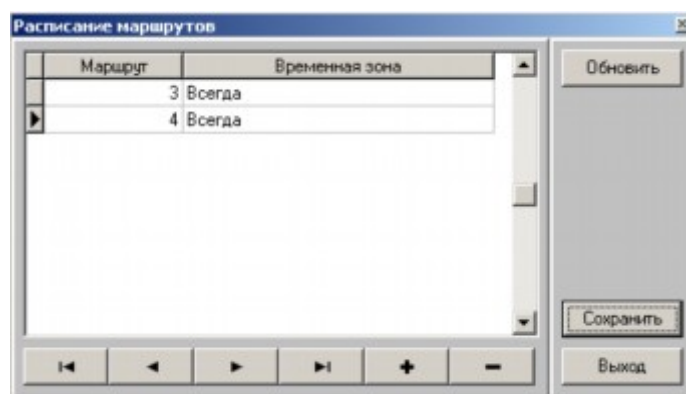 Расписание маршрутов
Маршрут Временная зона
3 Всегда
4 Всегда
Обновить
Сохранить
Выход